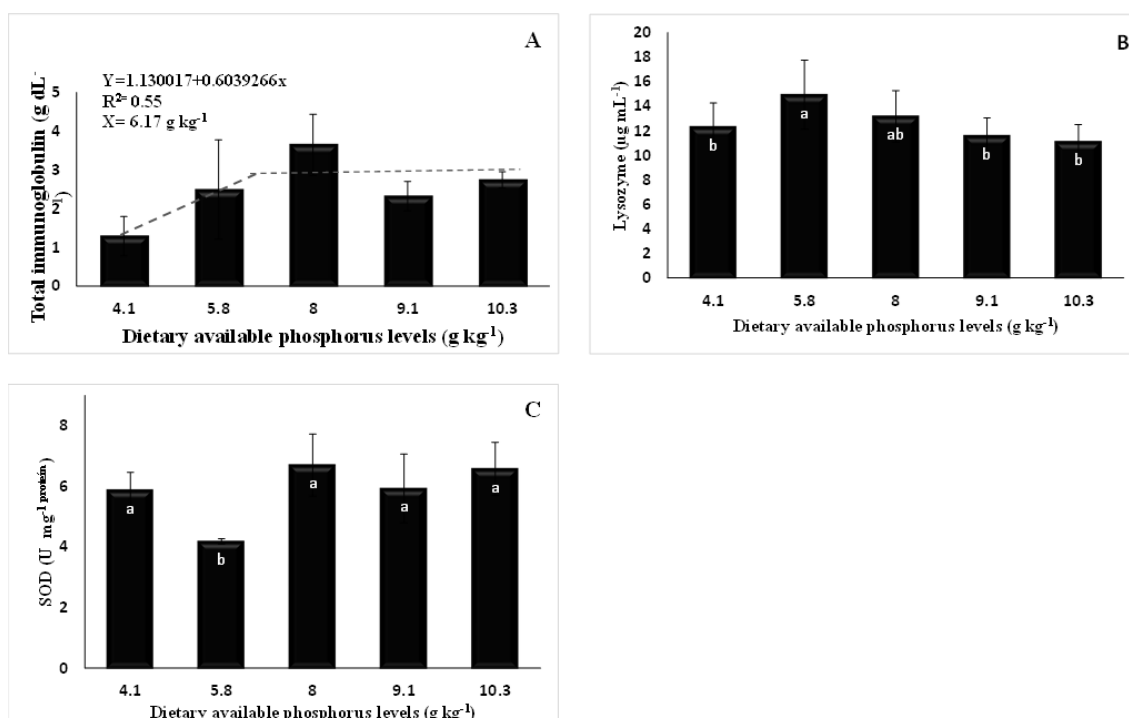 A
Y=1.130017+0.6039266x
R²= 0.55
X= 6.17 g kg⁻¹
Total immunoglobulin (g dL⁻¹)
5
4
3
2
1
0
4.1 5.8 8 9.1 10.3
Dietary available phosphorus levels (g kg⁻¹)
B
Lysozyme (µg mL⁻¹)
20
18
16
14
12
10
8
6
4
2
0
b a ab b b
4.1 5.8 8 9.1 10.3
Dietary available phosphorus levels (g kg⁻¹)
C
SOD (U mg⁻¹ protein)
8
6
4
2
0
a b a a a
4.1 5.8 8 9.1 10.3
Dietary available phosphorus levels (g kg⁻¹)